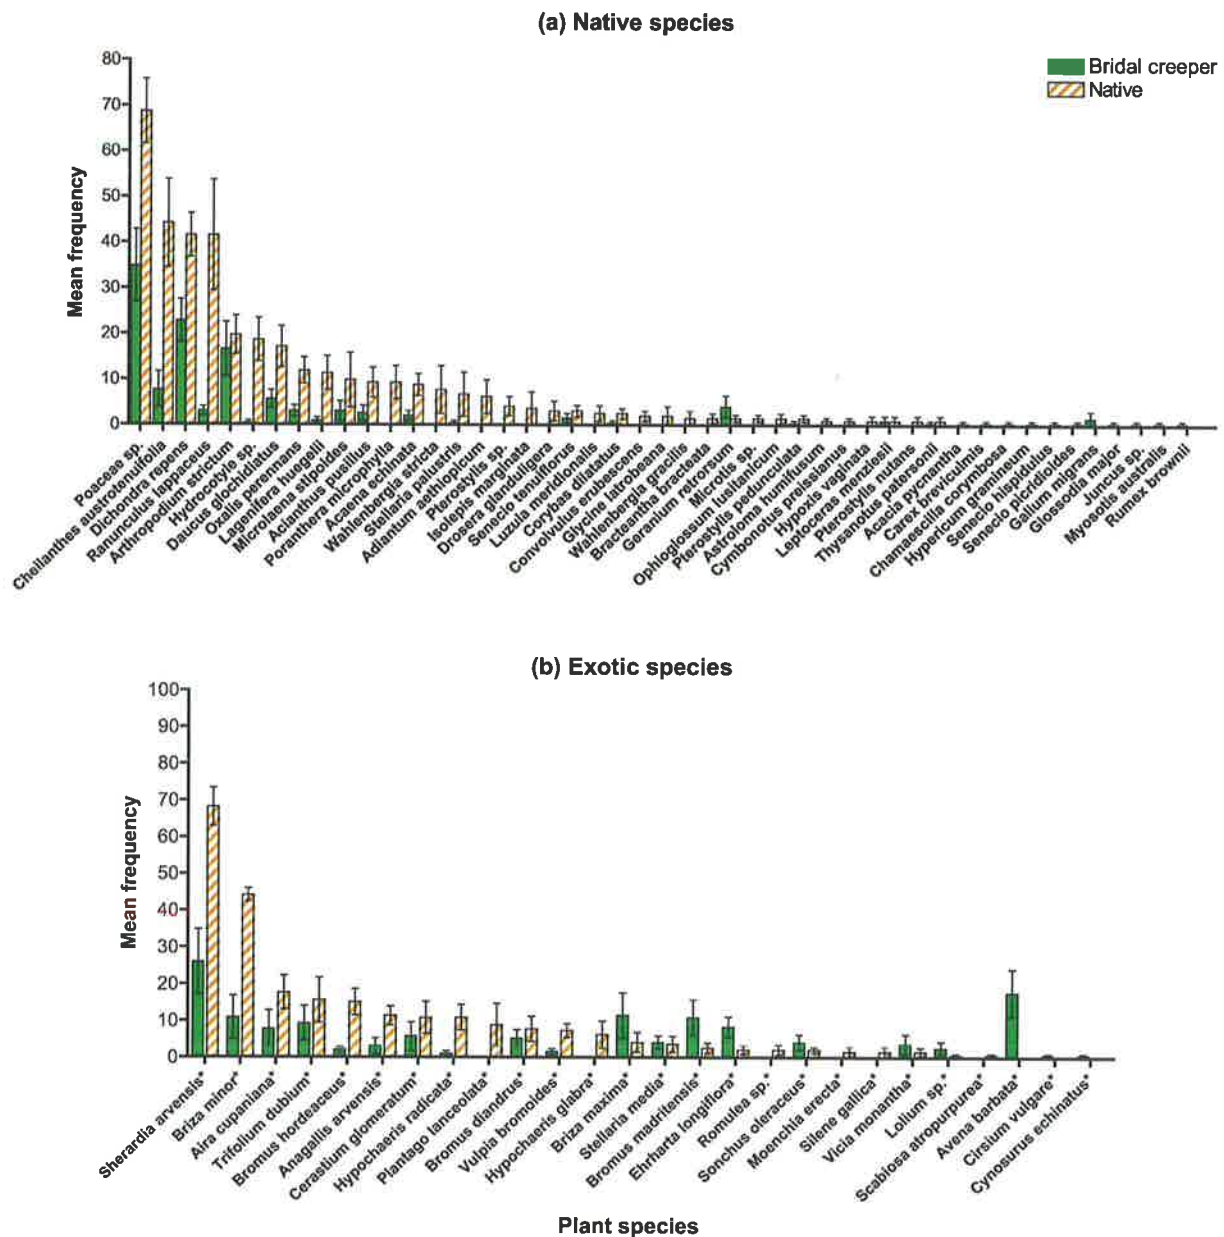 (a) Native species
Bridal creeper
Native
80
70
60
50
40
30
20
10
0
Mean frequency
Poaceae sp.
Cheilanthes austrotenuifolia
Dichondra repens
Ranunculus lappaceus
Arthropodium strictum
Hydrocotyle sp.
Daucus glochidiatus
Oxalis perennans
Lagenifera huegelii
Microlaena stipoides
Acianthus pusillus
Poranthera microphylla
Acaena echinata
Wahlenbergia stricta
Stellaria palustris
Adiantum aethiopicum
Pterostylis sp.
Isolepis marginata
Drosera glanduligera
Senecio tenuiflorus
Luzula meridionalis
Corybas dilatatus
Convolvulus erubescens
Glycine latrobeana
Wahlenbergia gracilis
Bracteantha bracteata
Geranium retrorsum
Microtis sp.
Ophioglossum lusitanicum
Pterostylis pedunculata
Astroloma humifusum
Cymbonotus preissianus
Hypoxis vaginata
Leptoceras menziesii
Pterostylis nutans
Thysanotus patersonii
Acacia pycnantha
Carex breviculmis
Chamaescilla corymbosa
Hypericum gramineum
Senecio hispidulus
Senecio picridioides
Galium migrans
Glossodia major
Juncus sp.
Myosotis australis
Rumex brownii
(b) Exotic species
100
90
80
70
60
50
40
30
20
10
0
Mean frequency
Sherardia arvensis*
Briza minor*
Aira cupaniana*
Trifolium dubium*
Bromus hordeaceus*
Anagallis arvensis*
Cerastium glomeratum*
Hypochaeris radicata*
Plantago lanceolata*
Bromus diandrus*
Vulpia bromoides*
Hypochaeris glabra*
Briza maxima*
Stellaria media*
Bromus madritensis*
Ehrharta longiflora*
Romulea sp.*
Sonchus oleraceus*
Moenchia erecta*
Silene gallica*
Vicia monantha*
Lolium sp.*
Scabiosa atropurpurea*
Avena barbata*
Cirsium vulgare*
Cynosurus echinatus*
Plant species